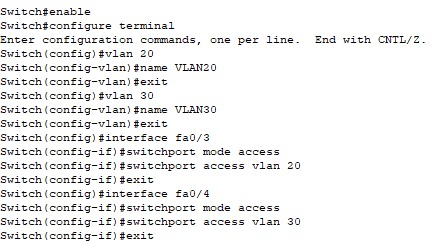 Switch#enable
Switch#configure terminal
Enter configuration commands, one per line.  End with CNTL/Z.
Switch(config)#vlan 20
Switch(config-vlan)#name VLAN20
Switch(config-vlan)#exit
Switch(config)#vlan 30
Switch(config-vlan)#name VLAN30
Switch(config-vlan)#exit
Switch(config)#interface fa0/3
Switch(config-if)#switchport mode access
Switch(config-if)#switchport access vlan 20
Switch(config-if)#exit
Switch(config)#interface fa0/4
Switch(config-if)#switchport mode access
Switch(config-if)#switchport access vlan 30
Switch(config-if)#exit